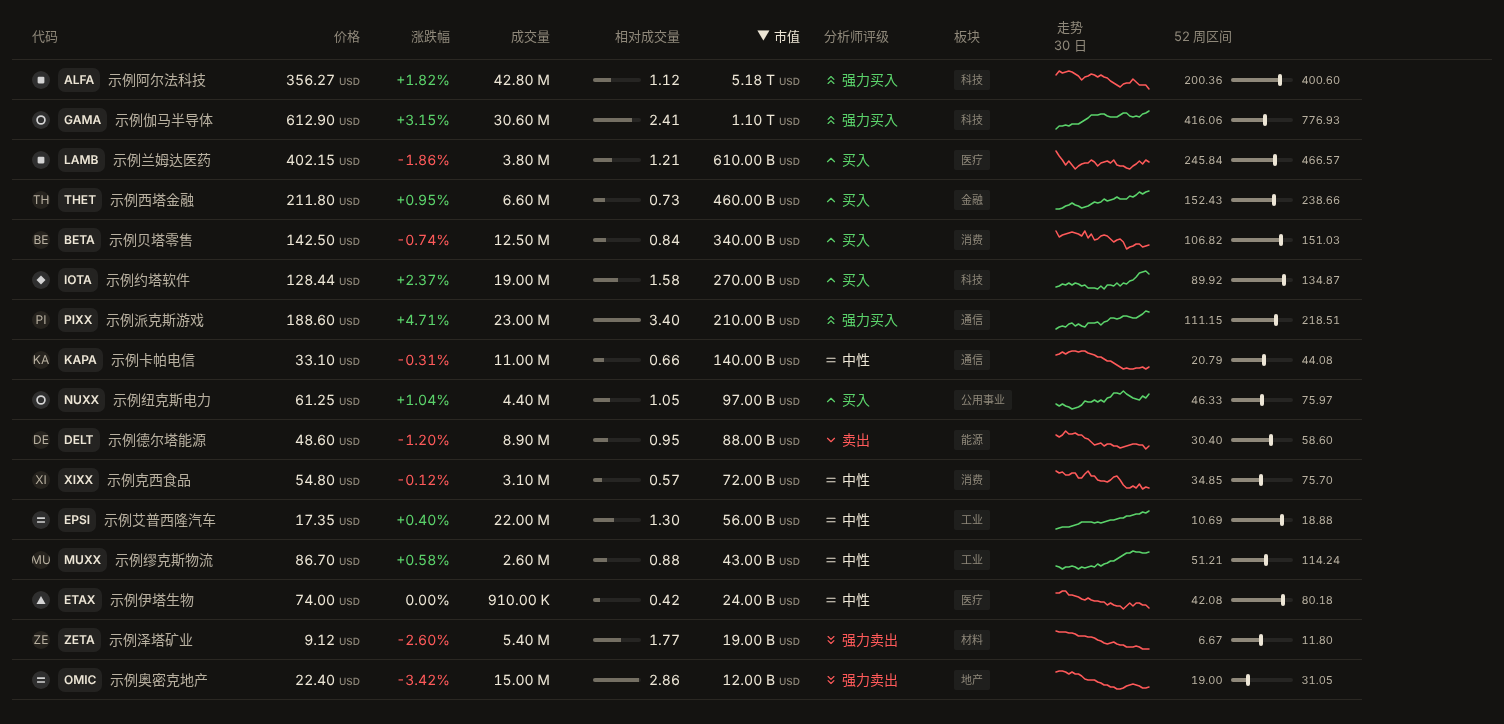 代码 价格 涨跌幅 成交量 相对成交量 ▼ 市值 分析师评级 板块 走势 30 日 52 周区间
ALFA 示例阿尔法科技 356.27 USD +1.82% 42.80 M 1.12 5.18 T USD 强力买入 科技 200.36 400.60
GAMA 示例伽马半导体 612.90 USD +3.15% 30.60 M 2.41 1.10 T USD 强力买入 科技 416.06 776.93
LAMB 示例兰姆达医药 402.15 USD -1.86% 3.80 M 1.21 610.00 B USD 买入 医疗 245.84 466.57
TH THET 示例西塔金融 211.80 USD +0.95% 6.60 M 0.73 460.00 B USD 买入 金融 152.43 238.66
BE BETA 示例贝塔零售 142.50 USD -0.74% 12.50 M 0.84 340.00 B USD 买入 消费 106.82 151.03
IOTA 示例约塔软件 128.44 USD +2.37% 19.00 M 1.58 270.00 B USD 买入 科技 89.92 134.87
PI PIXX 示例派克斯游戏 188.60 USD +4.71% 23.00 M 3.40 210.00 B USD 强力买入 通信 111.15 218.51
KA KAPA 示例卡帕电信 33.10 USD -0.31% 11.00 M 0.66 140.00 B USD 中性 通信 20.79 44.08
NUXX 示例纽克斯电力 61.25 USD +1.04% 4.40 M 1.05 97.00 B USD 买入 公用事业 46.33 75.97
DE DELT 示例德尔塔能源 48.60 USD -1.20% 8.90 M 0.95 88.00 B USD 卖出 能源 30.40 58.60
XI XIXX 示例克西食品 54.80 USD -0.12% 3.10 M 0.57 72.00 B USD 中性 消费 34.85 75.70
EPSI 示例艾普西隆汽车 17.35 USD +0.40% 22.00 M 1.30 56.00 B USD 中性 工业 10.69 18.88
MU MUXX 示例缪克斯物流 86.70 USD +0.58% 2.60 M 0.88 43.00 B USD 中性 工业 51.21 114.24
ETAX 示例伊塔生物 74.00 USD 0.00% 910.00 K 0.42 24.00 B USD 中性 医疗 42.08 80.18
ZE ZETA 示例泽塔矿业 9.12 USD -2.60% 5.40 M 1.77 19.00 B USD 强力卖出 材料 6.67 11.80
OMIC 示例奥密克地产 22.40 USD -3.42% 15.00 M 2.86 12.00 B USD 强力卖出 地产 19.00 31.05